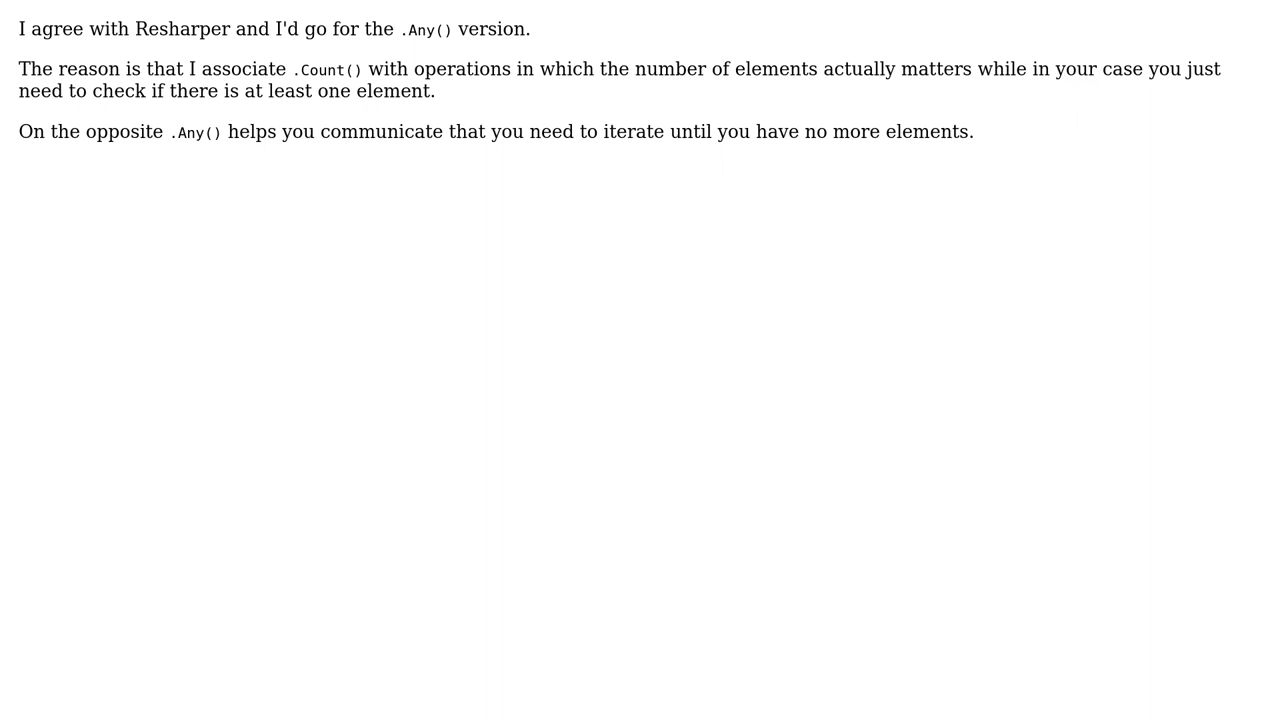 I agree with Resharper and I'd go for the .Any() version.
The reason is that I associate .Count() with operations in which the number of elements actually matters while in your case you just
need to check if there is at least one element.
On the opposite .Any() helps you communicate that you need to iterate until you have no more elements.